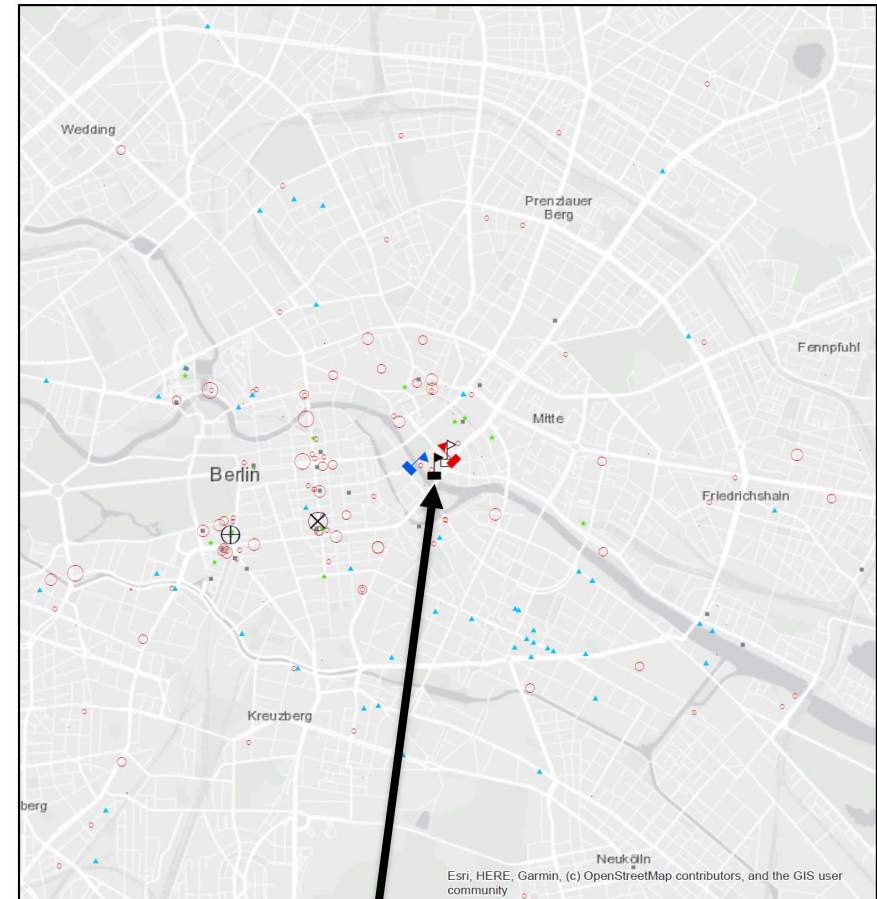 Wedding
Prenzlauer
Berg
Fennpfuhl
Mitte
Berlin
Friedrichshain
Kreuzberg
berg
Neukölln
Esri, HERE, Garmin, (c) OpenStreetMap contributors, and the GIS user
community